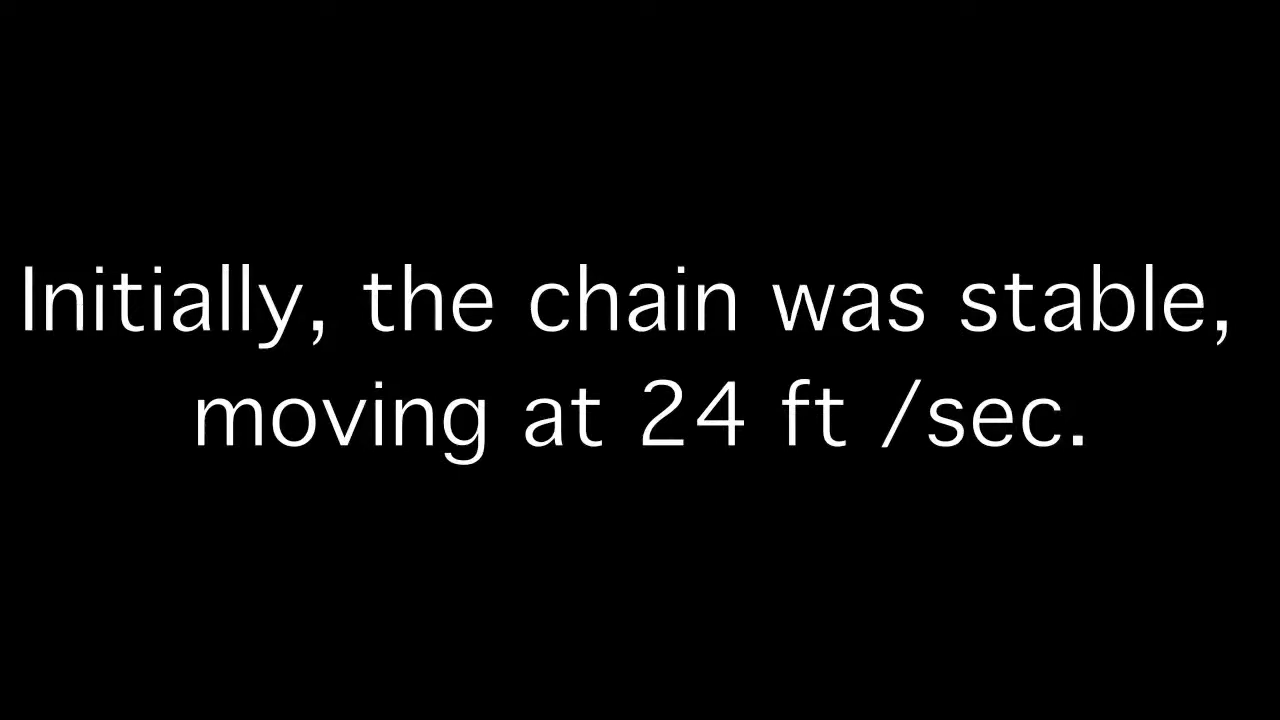 Initially, the chain was stable,
moving at 24 ft /sec.